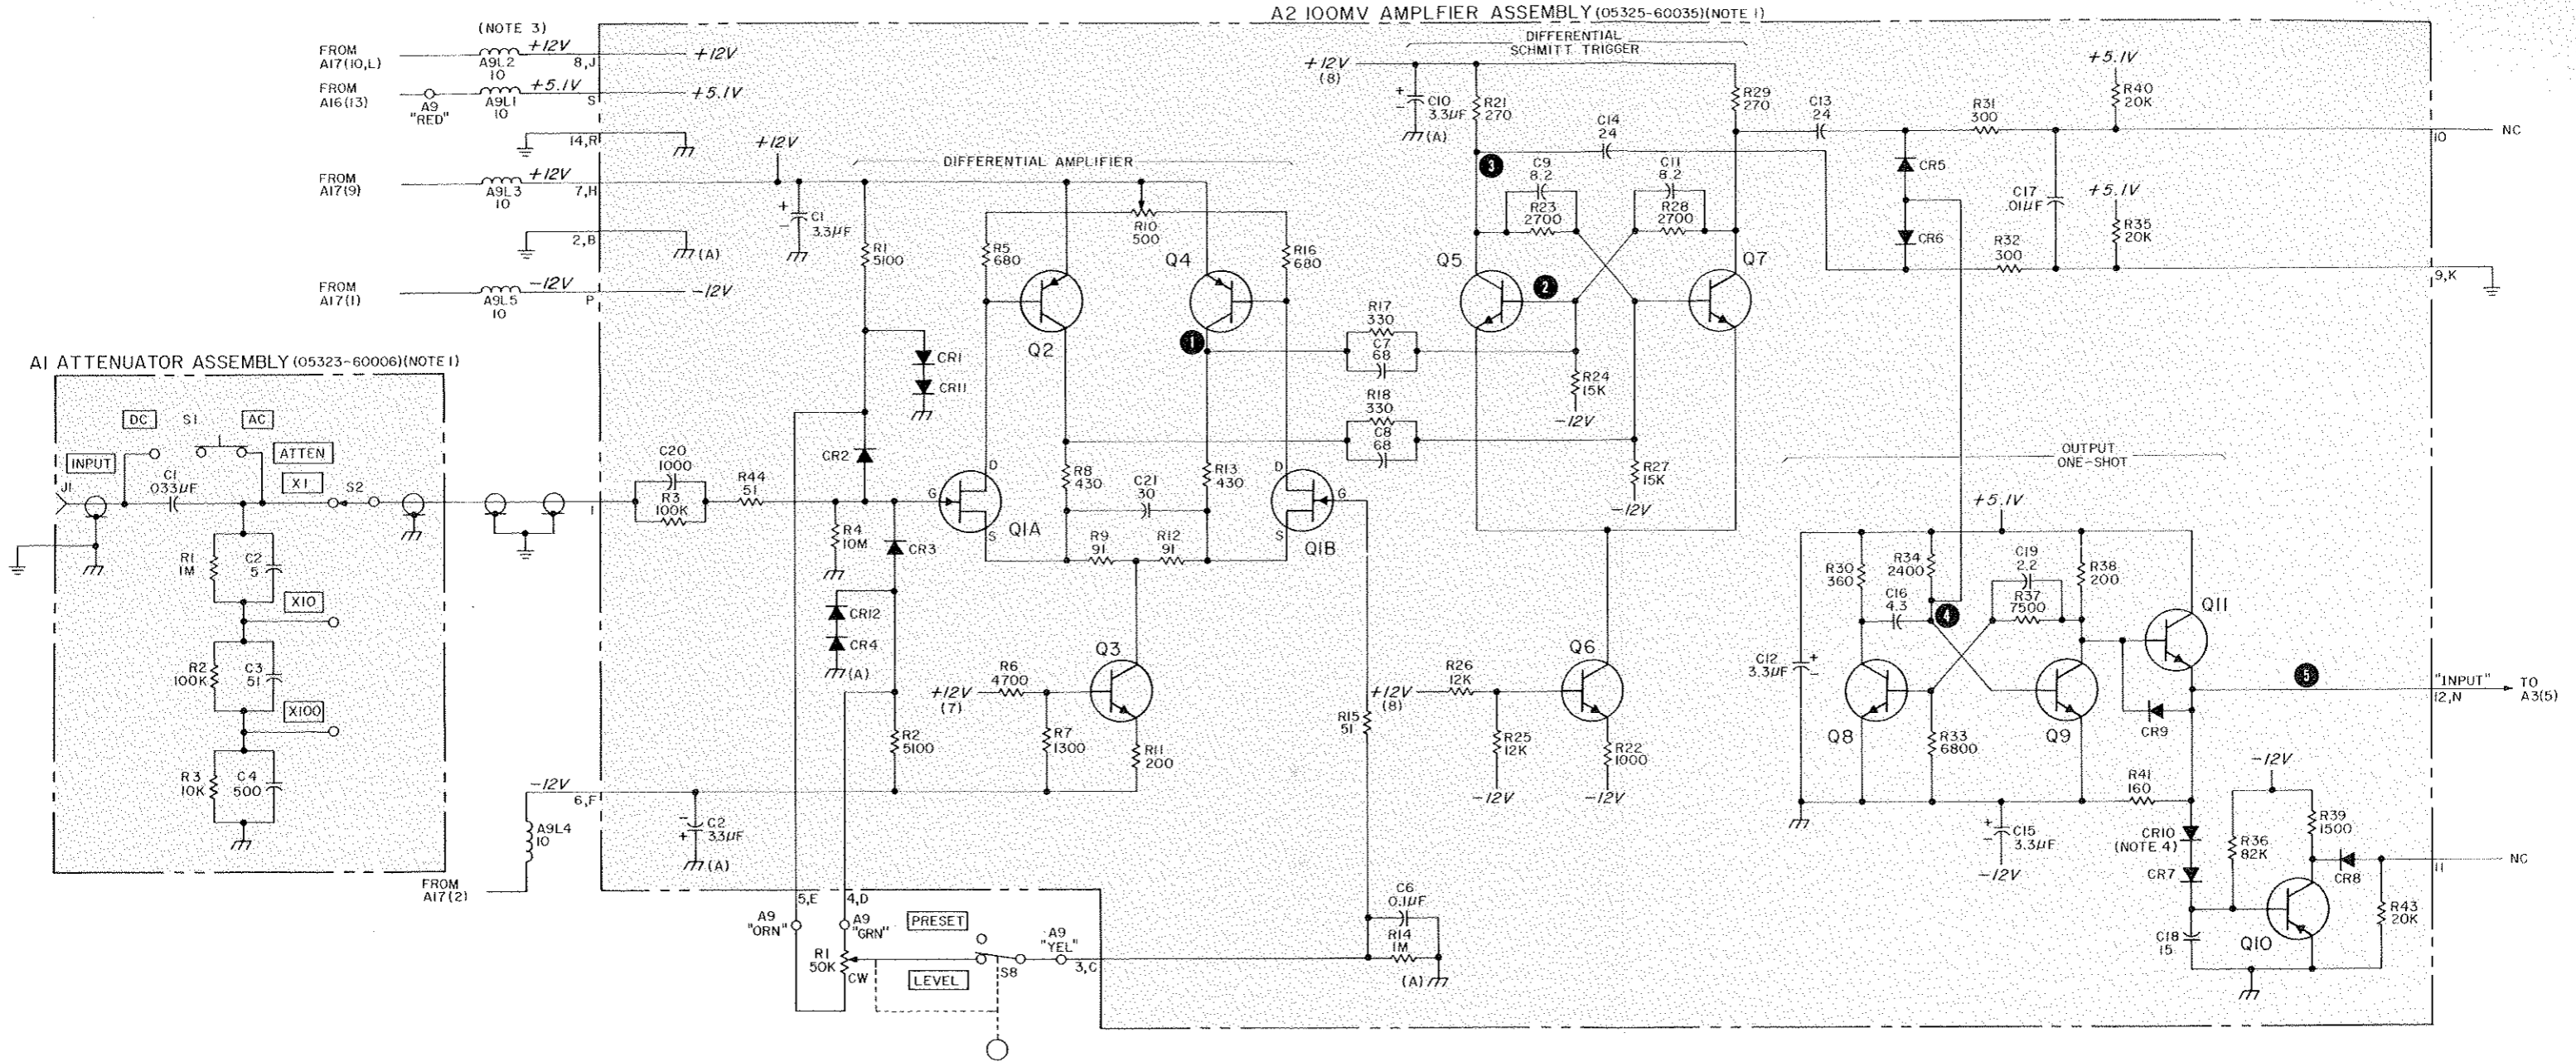 A2 100MV AMPLFIER ASSEMBLY (05325-60035)(NOTE 1)
(NOTE 3)
FROM
A17(10,L)
A9L2
10
+12V
8,J
+12V
FROM
A16(13)
A9
"RED"
A9L1
10
+5.1V
S
+5.1V
14,R
FROM
A17(9)
A9L3
10
+12V
7,H
2,B
(A)
FROM
A17(1)
A9L5
10
-12V
P
-12V
A1 ATTENUATOR ASSEMBLY (05323-60006)(NOTE 1)
DC
S1
AC
INPUT
ATTEN
J1
C1
.033µF
X1
S2
R1
1M
C2
5
X10
R2
100K
C3
51
X100
R3
10K
C4
500
-12V
6,F
A9L4
10
FROM
A17(2)
1
+12V
C1
3.3µF
DIFFERENTIAL AMPLIFIER
R1
5100
R5
680
R10
500
R16
680
Q2
Q4
1
CR1
CR11
CR2
C20
1000
R3
100K
R44
51
R4
10M
CR3
CR12
CR4
(A)
G
D
S
Q1A
R8
430
C21
30
R13
430
R9
91
R12
91
D
G
S
Q1B
Q3
R6
4700
+12V
(7)
R7
1300
R11
200
R2
5100
C2
3.3µF
(A)
5,E
4,D
A9
"ORN"
A9
"GRN"
R1
50K
CW
PRESET
LEVEL
S8
A9
"YEL"
3,C
R15
51
C6
0.1µF
R14
1M
(A)
DIFFERENTIAL
SCHMITT TRIGGER
+12V
(8)
C10
3.3µF
(A)
R21
270
R29
270
C14
24
C13
24
3
C9
8.2
R23
2700
C11
8.2
R28
2700
Q5
2
Q7
R17
330
C7
68
R18
330
C8
68
R24
15K
-12V
R27
15K
-12V
+12V
(8)
R26
12K
Q6
R25
12K
-12V
R22
1000
-12V
R31
300
CR5
CR6
R32
300
C17
.01µF
+5.1V
R40
20K
+5.1V
R35
20K
10
NC
9,K
OUTPUT
ONE-SHOT
+5.1V
R30
360
R34
2400
C16
4.3
4
C19
2.2
R37
7500
R38
200
Q11
C12
3.3µF
Q8
R33
6800
Q9
CR9
5
"INPUT"
12,N
TO
A3(5)
R41
160
C15
3.3µF
-12V
CR10
(NOTE 4)
CR7
-12V
R36
82K
R39
1500
CR8
11
NC
C18
15
Q10
R43
20K